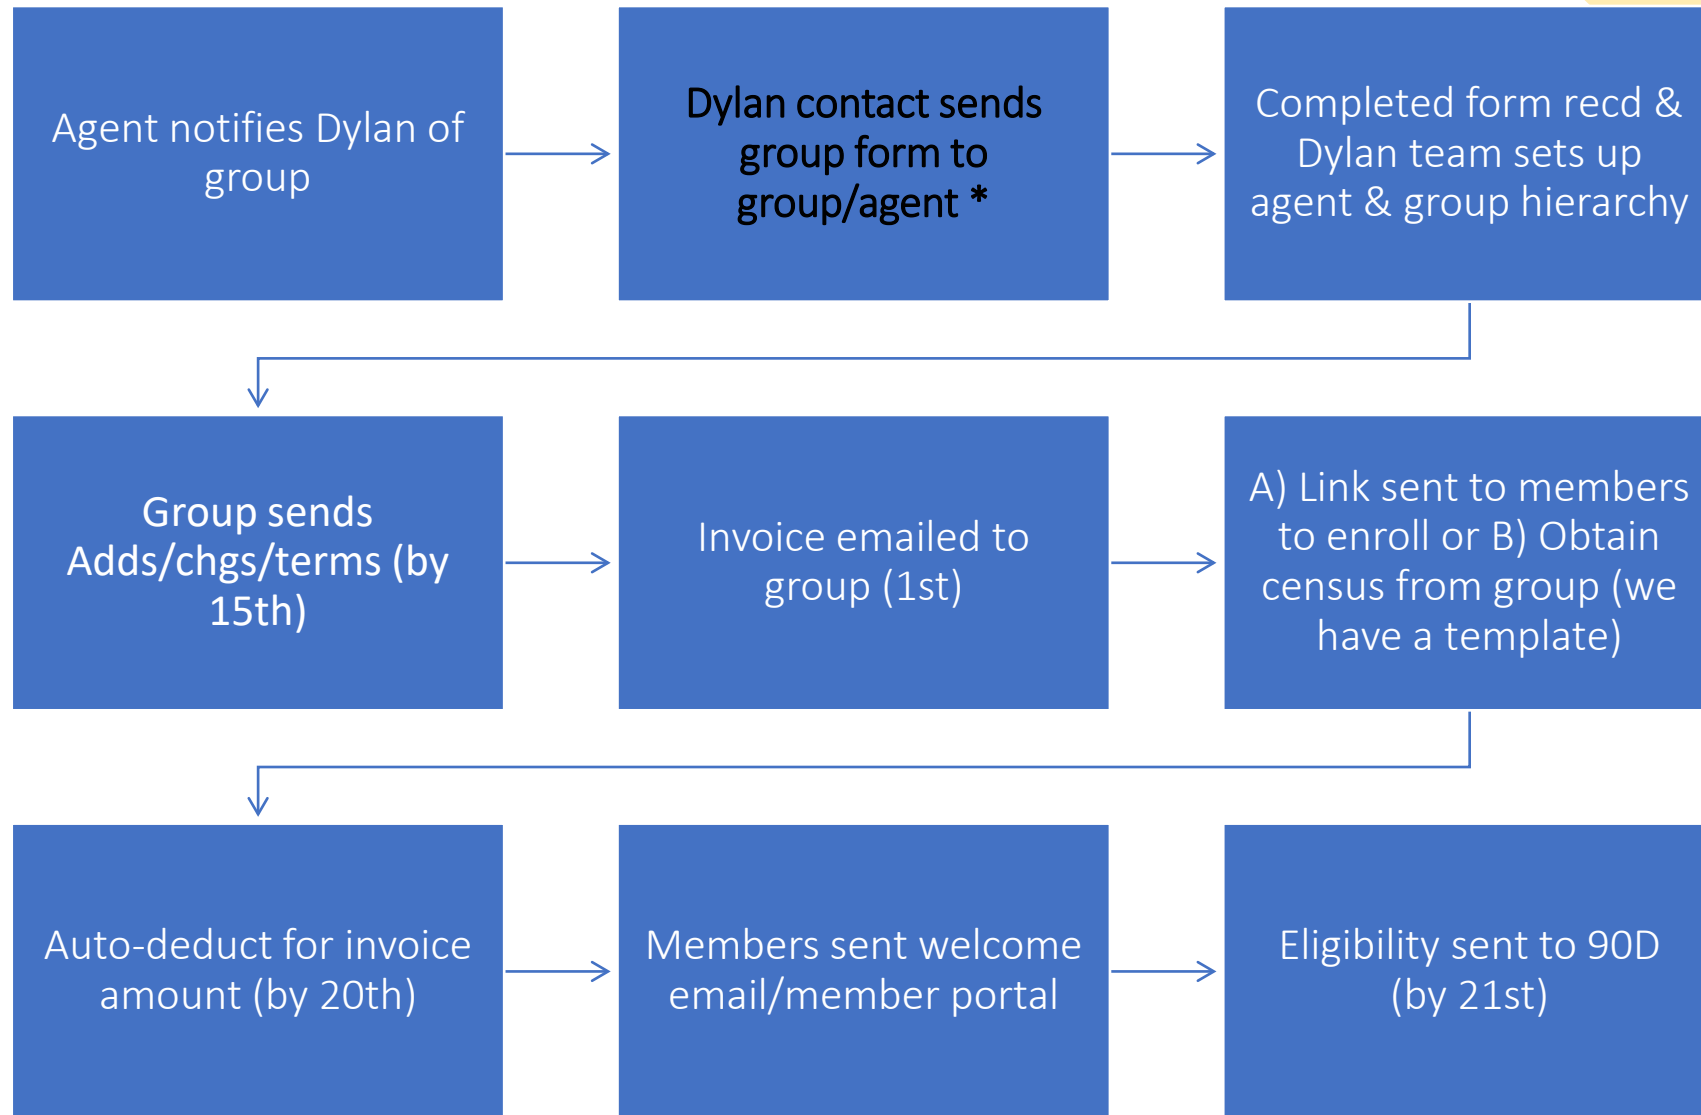 Agent notifies Dylan of
group
Dylan contact sends
group form to
group/agent *
Completed form recd &
Dylan team sets up
agent & group hierarchy
Group sends
Adds/chgs/terms (by
15th)
Invoice emailed to
group (1st)
A) Link sent to members
to enroll or B) Obtain
census from group (we
have a template)
Auto-deduct for invoice
amount (by 20th)
Members sent welcome
email/member portal
Eligibility sent to 90D
(by 21st)